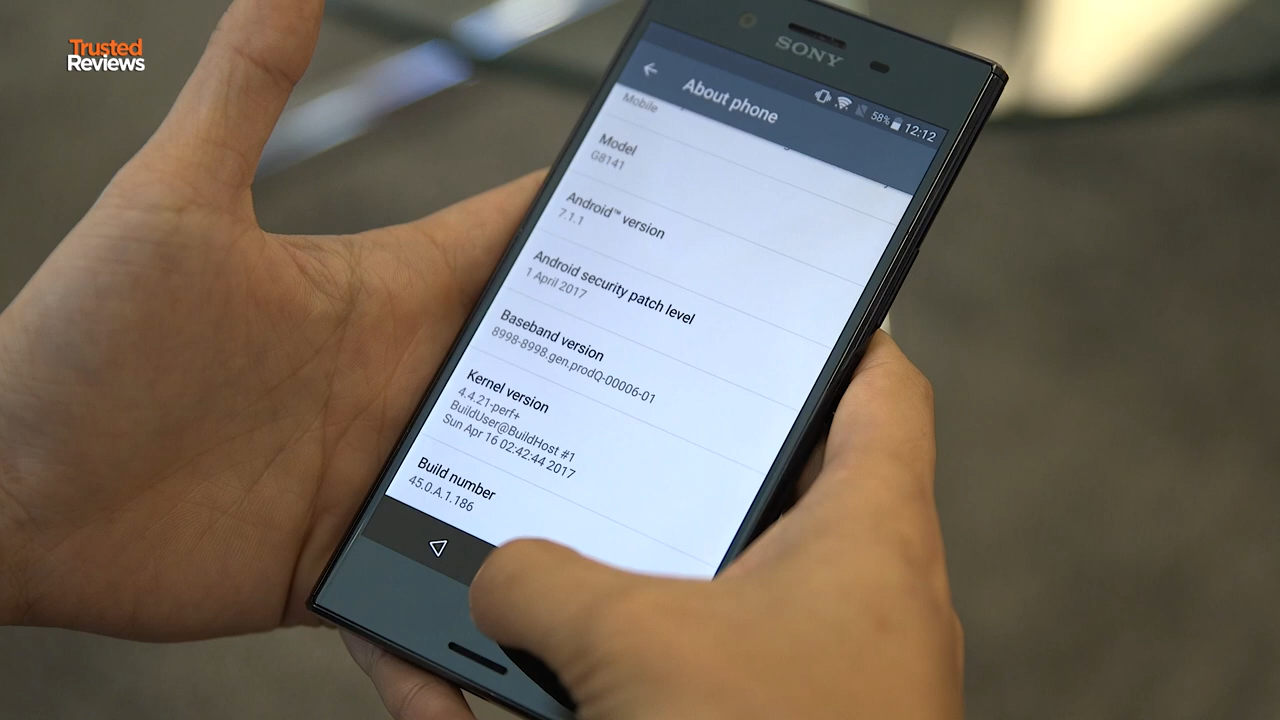 Trusted
Reviews
SONY
58% 12:12
About phone
Mobile
Model
G8141
Android™ version
7.1.1
Android security patch level
1 April 2017
Baseband version
8998-8998.gen.prodQ-00006-01
Kernel version
4.4.21-perf+
BuildUser@BuildHost #1
Sun Apr 16 02:42:44 2017
Build number
45.0.A.1.186